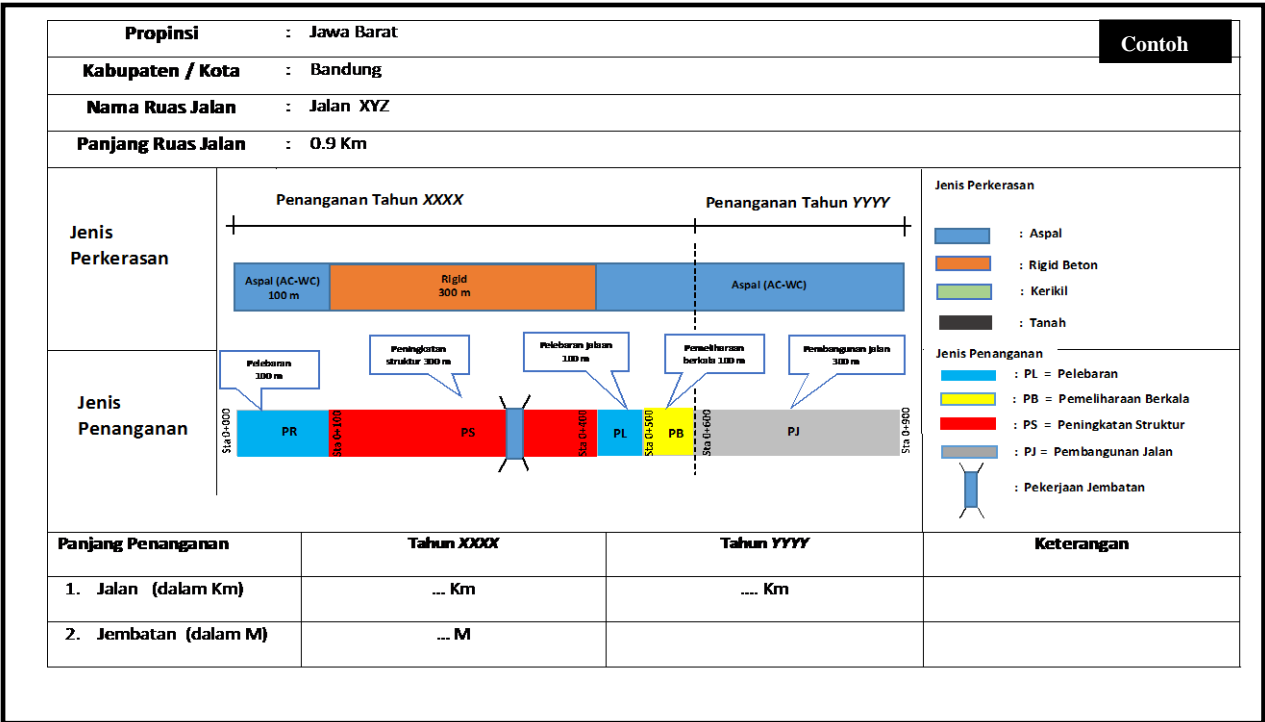 Contoh
Propinsi : Jawa Barat
Kabupaten / Kota : Bandung
Nama Ruas Jalan : Jalan XYZ
Panjang Ruas Jalan : 0.9 Km
Jenis
Perkerasan
Penanganan Tahun XXXX
Penanganan Tahun YYYY
Aspal (AC-WC)
100 m
Rigid
300 m
Aspal (AC-WC)
Jenis Perkerasan
: Aspal
: Rigid Beton
: Kerikil
: Tanah
Jenis
Penanganan
Pelebaran
100 m
Peningkatan
struktur 300 m
Pelebaran jalaan
100 m
Pemeliharaan
berkala 100 m
Pembangunan jalan
300 m
Sta 0+000
PR
Sta 0+100
PS
Sta 0+400
PL
Sta 0+500
PB
Sta 0+600
PJ
Sta 0+900
Jenis Penanganan
: PL = Pelebaran
: PB = Pemeliharaan Berkala
: PS = Peningkatan Struktur
: PJ = Pembangunan Jalan
: Pekerjaan Jembatan
Panjang Penanganan Tahun XXXX Tahun YYYY Keterangan
1. Jalan (dalam Km) ... Km .... Km
2. Jembatan (dalam M) ... M